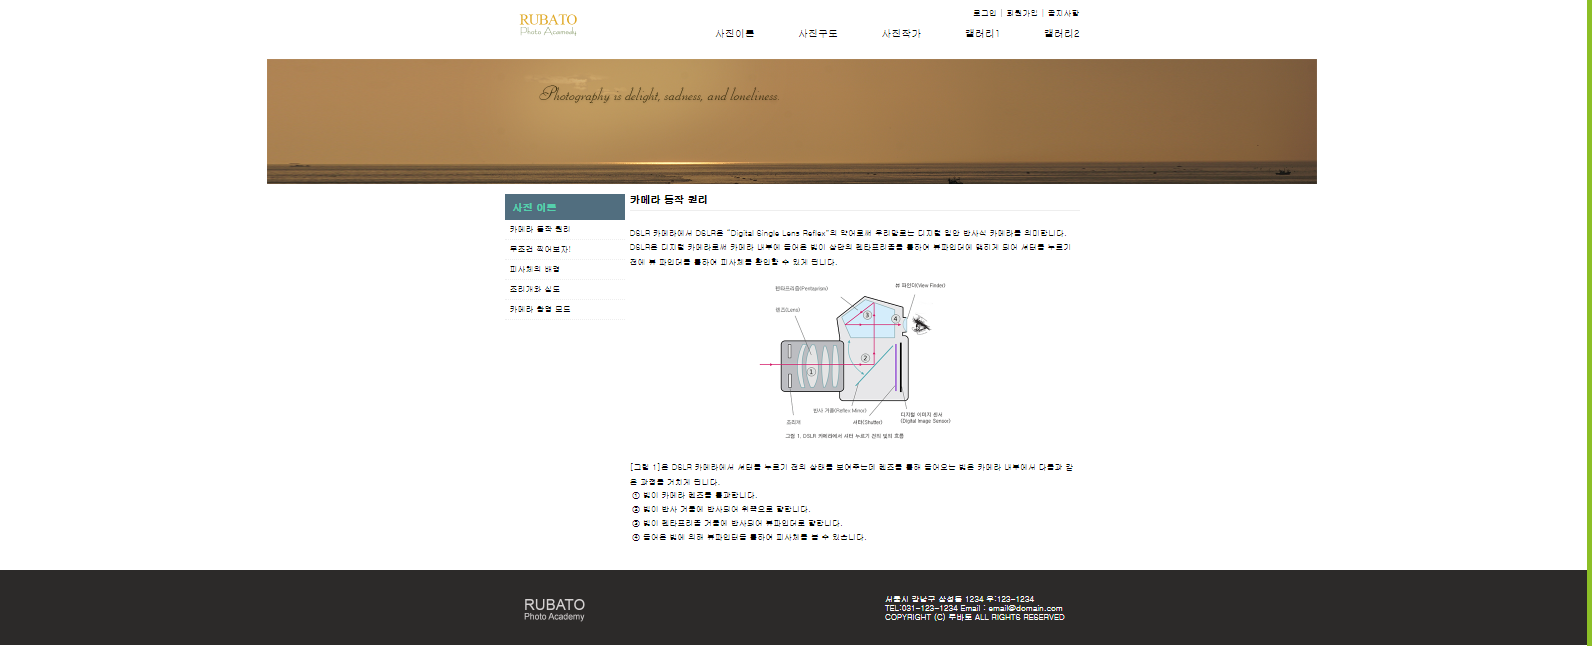 RUBATO
Photo Acamedy
로그인 | 회원가입 | 공지사항
사진이론 사진구도 사진작가 갤러리1 갤러리2
Photography is delight, sadness, and loneliness.
사진 이론
카메라 동작 원리
무조건 찍어보자!
피사체의 배열
조리개와 심도
카메라 촬영 모드
카메라 동작 원리
DSLR 카메라에서 DSLR은 "Digital Single Lens Reflex"의 약어로써 우리말로는 디지털 일안 반사식 카메라를 의미합니다.
DSLR은 디지털 카메라로써 카메라 내부에 들어온 빛이 상단의 펜타프리즘을 통하여 뷰파인더에 맺히게 되어 셔터를 누르기
전에 뷰 파인더를 통하여 피사체를 확인할 수 있게 됩니다.
펜타프리즘(Pentaprism)
뷰 파인더(View Finder)
렌즈(Lens)
③
④
②
①
반사 거울(Reflex Mirror)
조리개
셔터(Shutter)
디지털 이미지 센서
(Digital Image Sensor)
그림 1. DSLR 카메라에서 셔터 누르기 전의 빛의 흐름
[그림 1]은 DSLR 카메라에서 셔터를 누르기 전의 상태를 보여주는데 렌즈를 통해 들어오는 빛은 카메라 내부에서 다음과 같
은 과정을 거치게 됩니다.
① 빛이 카메라 렌즈를 통과합니다.
② 빛이 반사 거울에 반사되어 위쪽으로 향합니다.
③ 빛이 펜타프리즘 거울에 반사되어 뷰파인더로 향합니다.
④ 들어온 빛에 의해 뷰파인터를 통하여 피사체를 볼 수 있습니다.
RUBATO
Photo Academy
서울시 강남구 삼성동 1234 우:123-1234
TEL:031-123-1234 Email : email@domain.com
COPYRIGHT (C) 루바토 ALL RIGHTS RESERVED